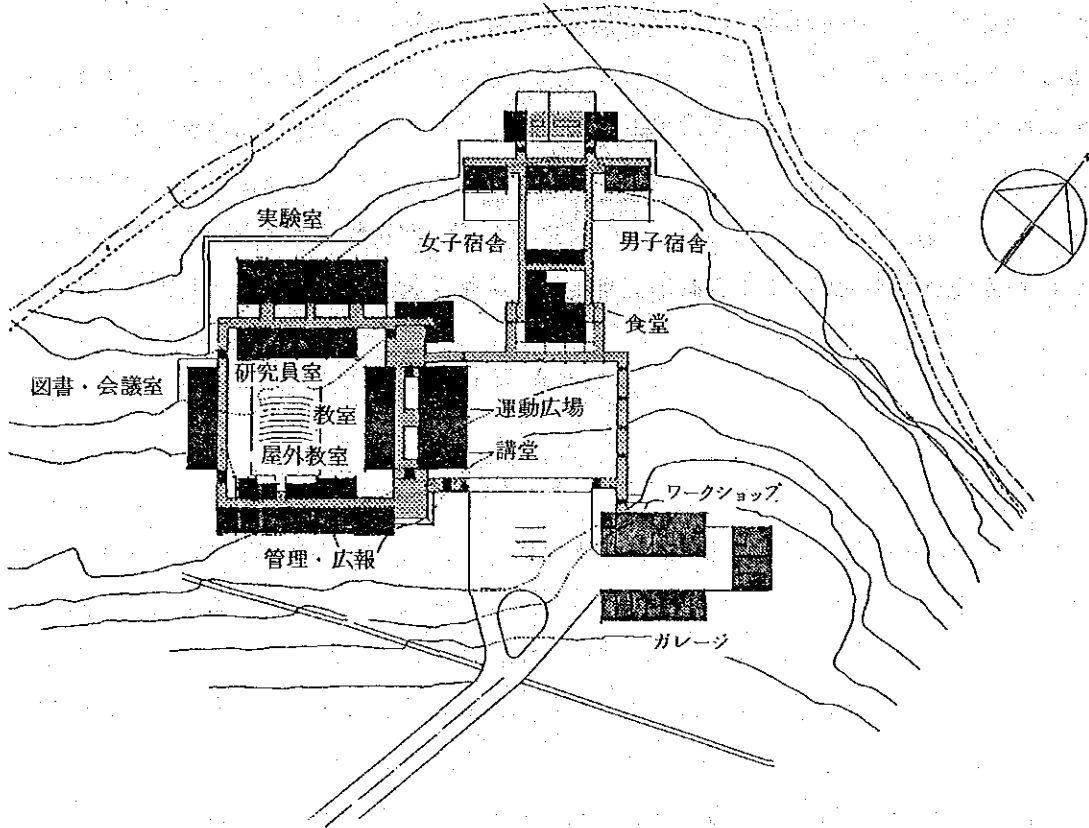 実験室
女子宿舎
男子宿舎
食堂
図書・会議室
研究員室
教室
運動広場
屋外教室
講堂
ワークショップ
管理・広報
ガレージ